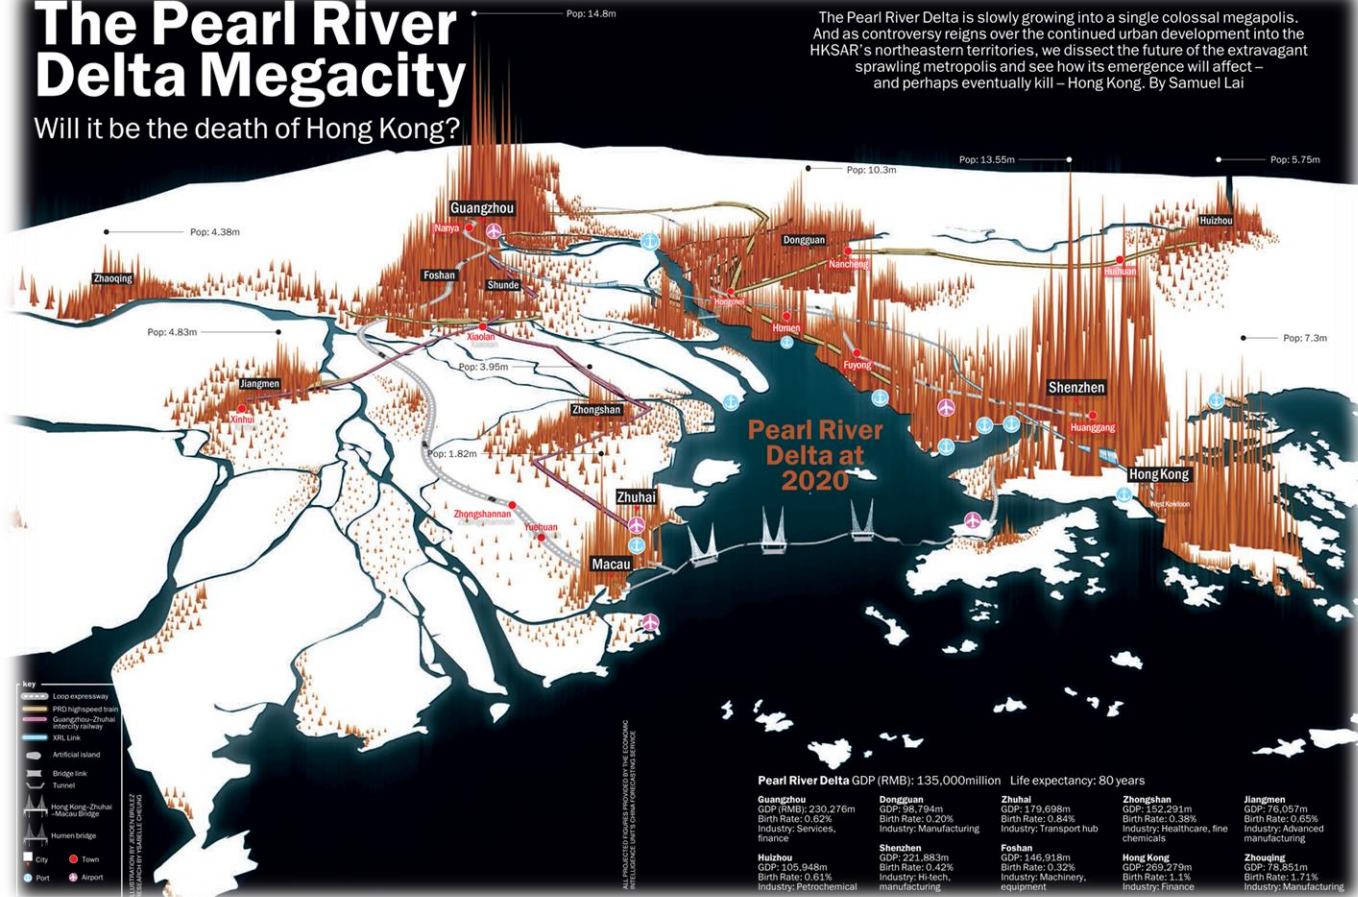 The Pearl River
Delta Megacity
Will it be the death of Hong Kong?
The Pearl River Delta is slowly growing into a single colossal megapolis.
And as controversy reigns over the continued urban development into the
HKSAR's northeastern territories, we dissect the future of the extravagant
sprawling metropolis and see how its emergence will affect –
and perhaps eventually kill – Hong Kong. By Samuel Lai
Pop: 14.8m
Pop: 13.55m
Pop: 5.75m
Pop: 10.3m
Guangzhou
Huizhou
Nanya
Pop: 4.38m
Dongguan
Nancheng
Huihuan
Zhaoqing
Foshan
Shunde
Hongmei
Humen
Pop: 4.83m
Xiaolan
Pop: 7.3m
Fuyong
Pop: 3.95m
Jiangmen
Shenzhen
Xinhui
Zhongshan
Huanggang
Pearl River
Delta at
2020
Pop: 1.82m
Hong Kong
West Kowloon
Zhuhai
Zhongshannan
Yuehuan
Macau
key
Loop expressway
PRD highspeed train
Guangzhou–Zhuhai
intercity railway
XRL Link
Artificial island
Bridge link
Tunnel
Hong Kong–Zhuhai
–Macau Bridge
Humen bridge
City
Town
Port
Airport
ILLUSTRATION BY JEROEN BRULEZ
RESEARCH BY YSABELLE CHEUNG
ALL PROJECTED FIGURES PROVIDED BY THE ECONOMIC
INTELLIGENCE UNIT'S CHINA FORECASTING SERVICE
Pearl River Delta GDP (RMB): 135,000million Life expectancy: 80 years
Guangzhou
GDP (RMB): 230,276m
Birth Rate: 0.62%
Industry: Services,
finance
Dongguan
GDP: 98,794m
Birth Rate: 0.20%
Industry: Manufacturing
Zhuhai
GDP: 179,698m
Birth Rate: 0.84%
Industry: Transport hub
Zhongshan
GDP: 152,291m
Birth Rate: 0.38%
Industry: Healthcare, fine
chemicals
Jiangmen
GDP: 76,057m
Birth Rate: 0.65%
Industry: Advanced
manufacturing
Huizhou
GDP: 105,948m
Birth Rate: 0.61%
Industry: Petrochemical
Shenzhen
GDP: 221,883m
Birth Rate: 0.42%
Industry: Hi-tech,
manufacturing
Foshan
GDP: 146,918m
Birth Rate: 0.32%
Industry: Machinery,
equipment
Hong Kong
GDP: 269,279m
Birth Rate: 1.1%
Industry: Finance
Zhouqing
GDP: 78,851m
Birth Rate: 1.71%
Industry: Manufacturing